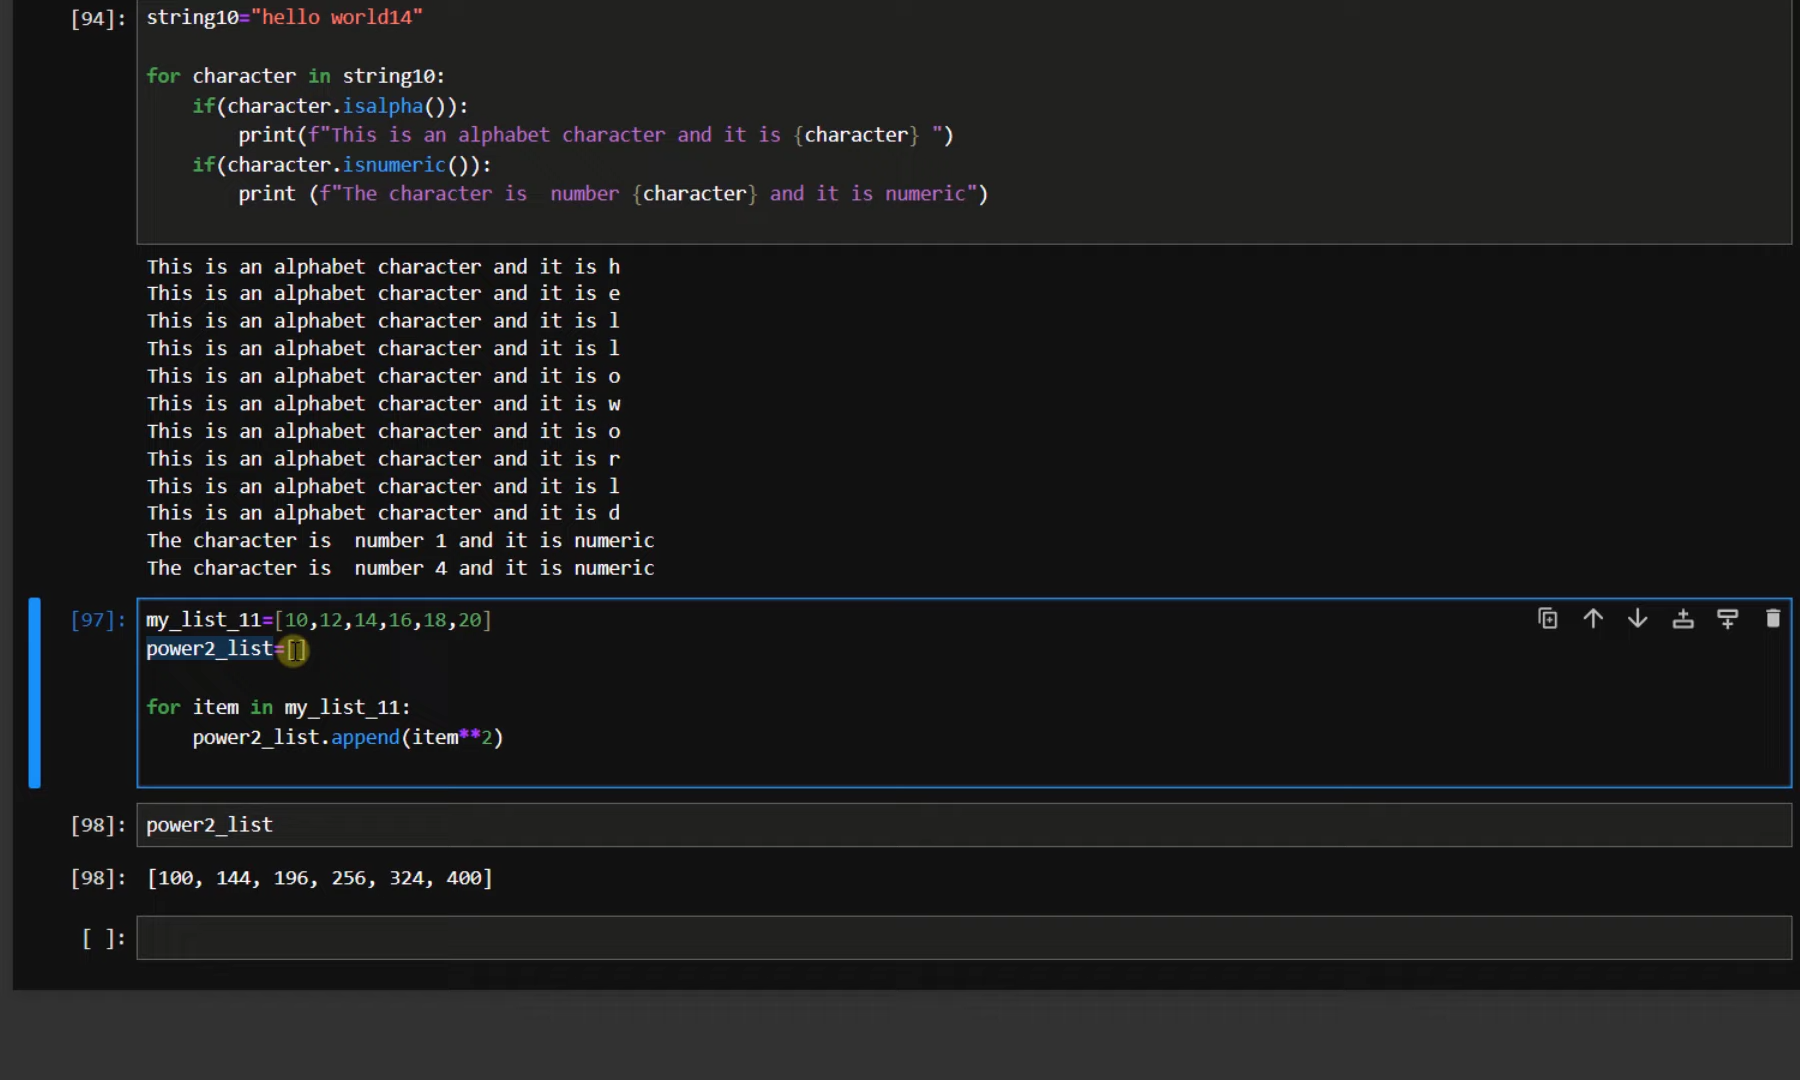 [94]: string10="hello world14"
for character in string10:
    if(character.isalpha()):
        print(f"This is an alphabet character and it is {character} ")
    if(character.isnumeric()):
        print (f"The character is  number {character} and it is numeric")
This is an alphabet character and it is h
This is an alphabet character and it is e
This is an alphabet character and it is l
This is an alphabet character and it is l
This is an alphabet character and it is o
This is an alphabet character and it is w
This is an alphabet character and it is o
This is an alphabet character and it is r
This is an alphabet character and it is l
This is an alphabet character and it is d
The character is  number 1 and it is numeric
The character is  number 4 and it is numeric
[97]: my_list_11=[10,12,14,16,18,20]
power2_list=[]
for item in my_list_11:
    power2_list.append(item**2)
[98]: power2_list
[98]: [100, 144, 196, 256, 324, 400]
[ ]: